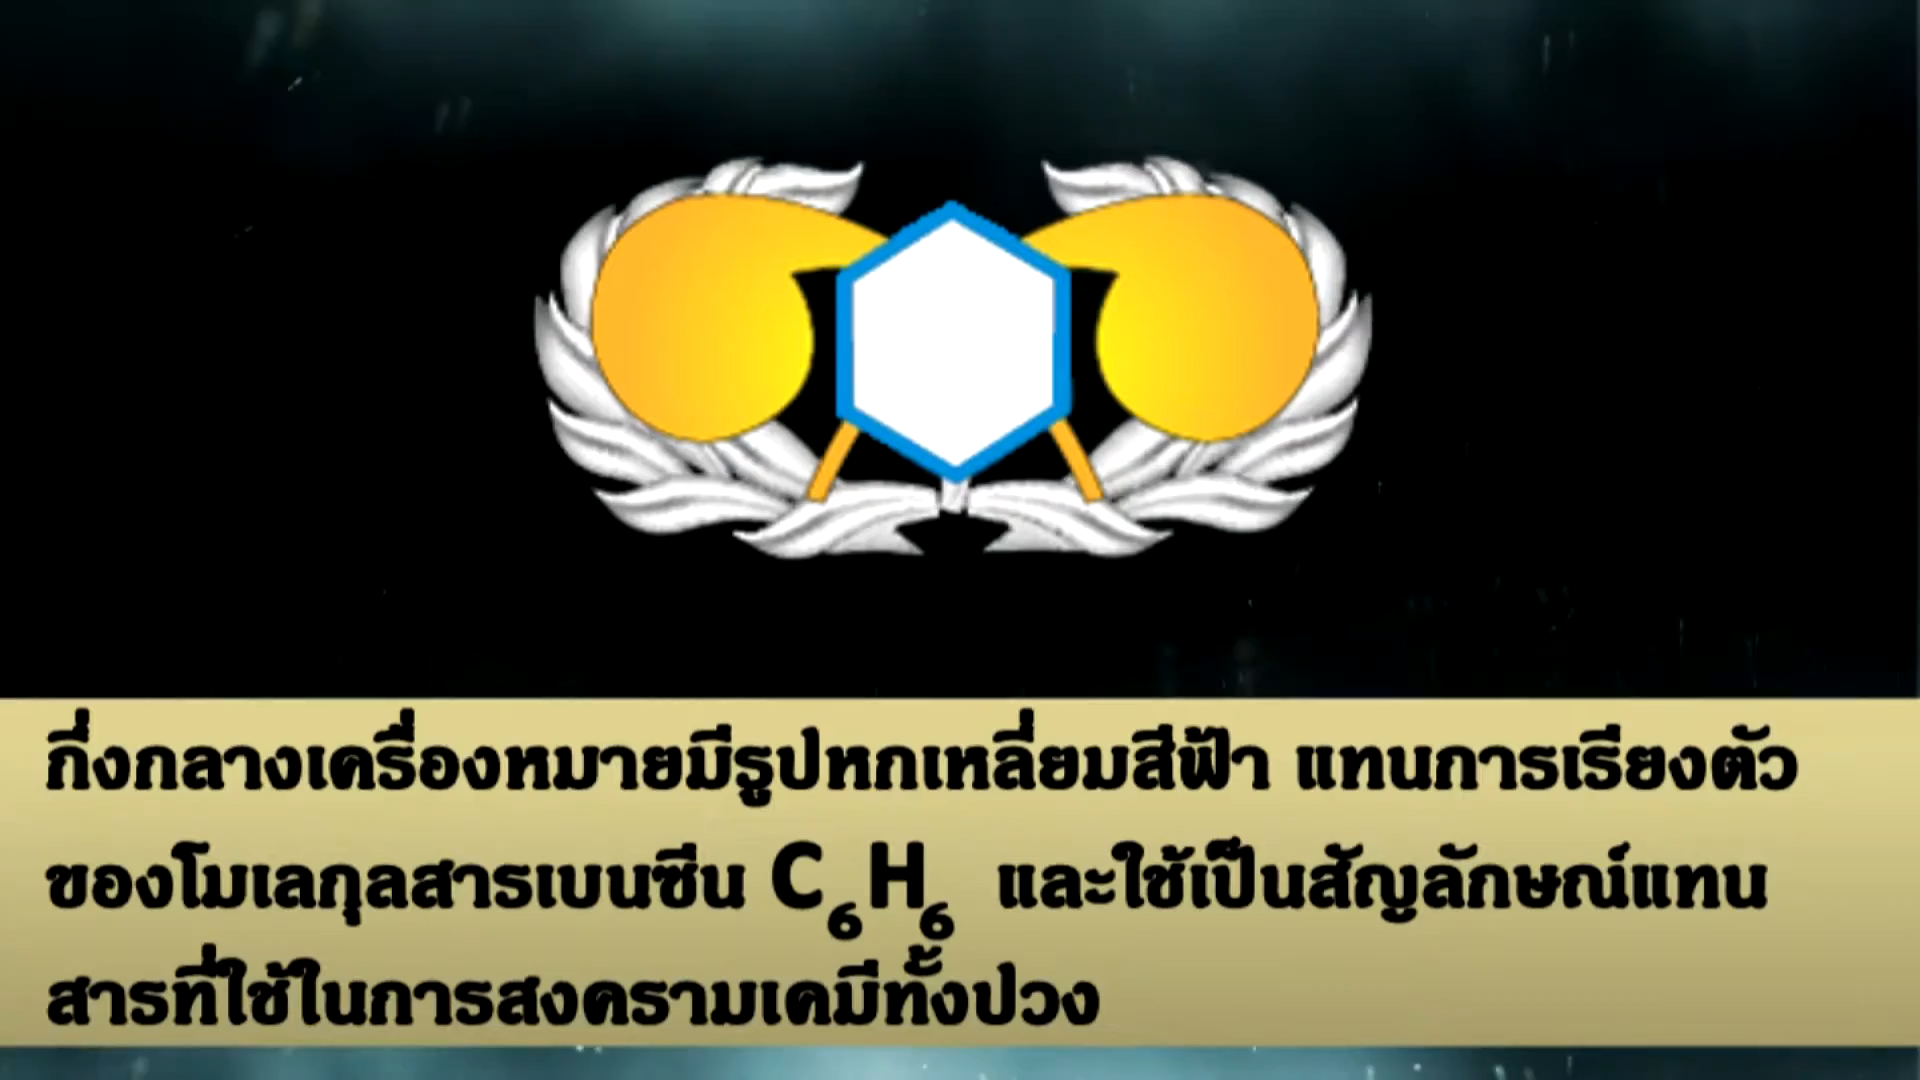 กึ่งกลางเครื่องหมายมีรูปหกเหลี่ยมสีฟ้า แทนการเรียงตัว
ของโมเลกุลสารเบนซีน C₆H₆ และใช้เป็นสัญลักษณ์แทน
สารที่ใช้ในการสงครามเคมีทั้งปวง